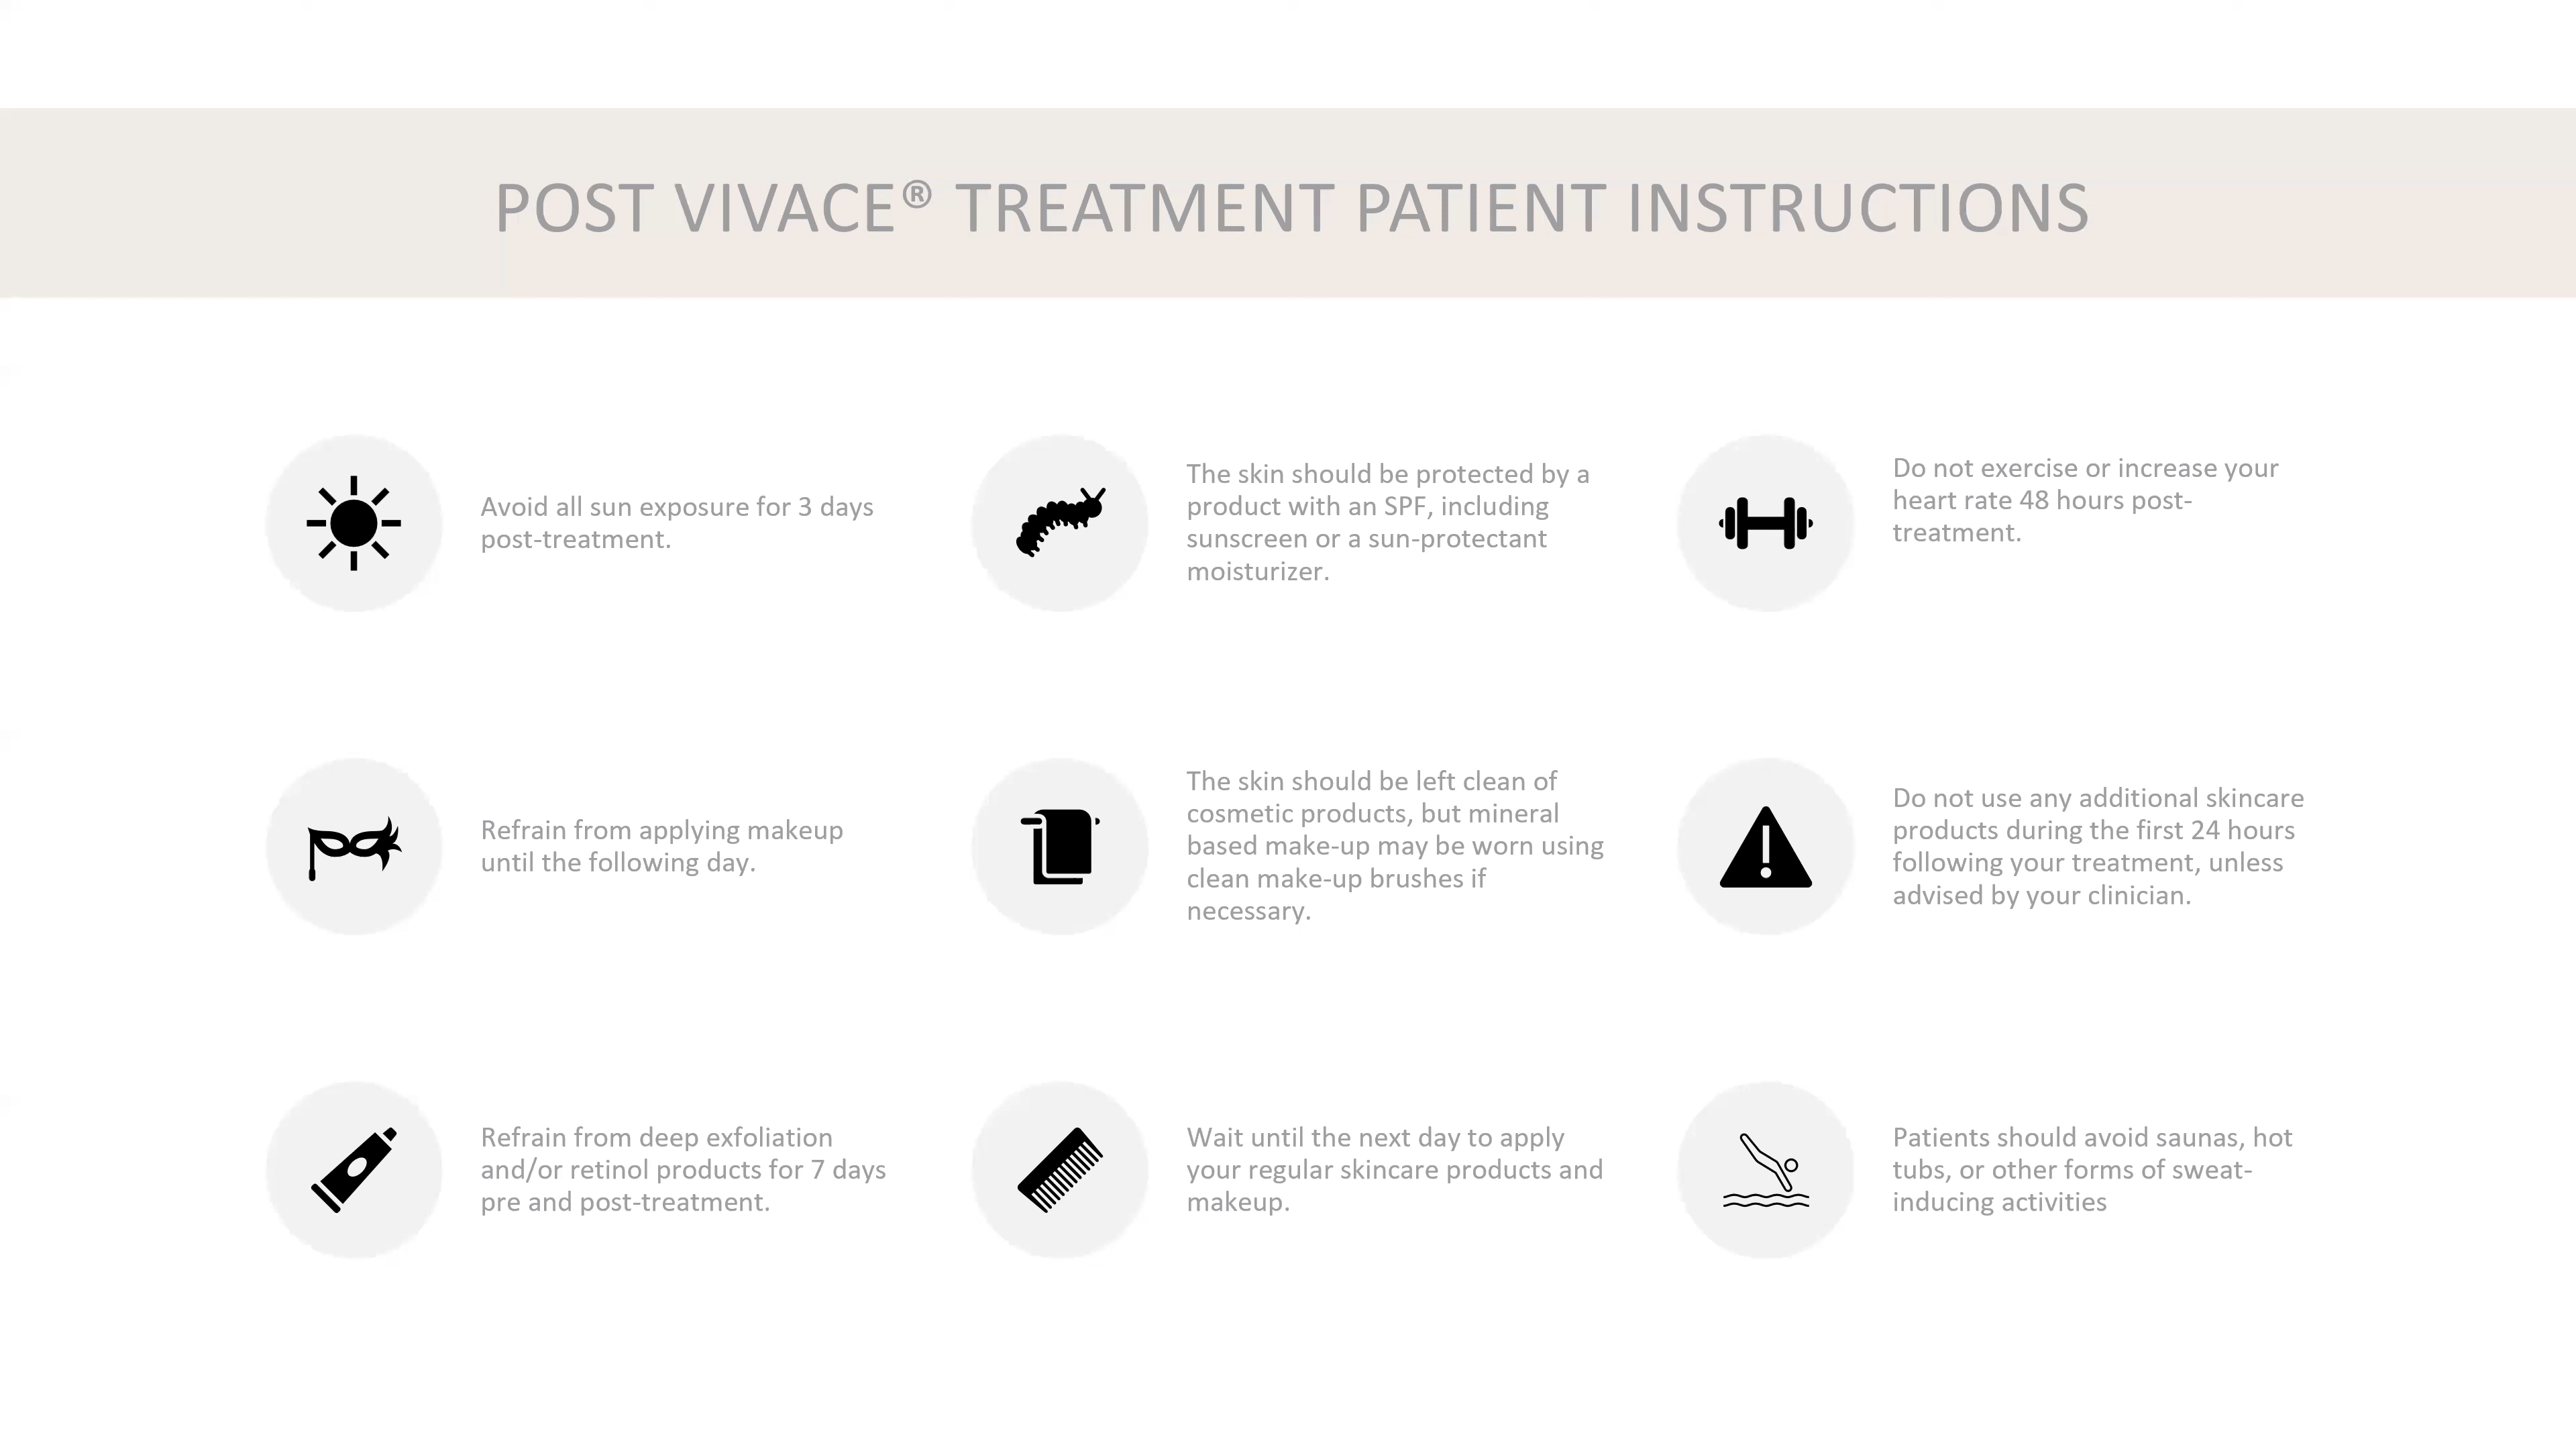 POST VIVACE® TREATMENT PATIENT INSTRUCTIONS
Avoid all sun exposure for 3 days
post-treatment.
The skin should be protected by a
product with an SPF, including
sunscreen or a sun-protectant
moisturizer.
Do not exercise or increase your
heart rate 48 hours post-
treatment.
Refrain from applying makeup
until the following day.
The skin should be left clean of
cosmetic products, but mineral
based make-up may be worn using
clean make-up brushes if
necessary.
Do not use any additional skincare
products during the first 24 hours
following your treatment, unless
advised by your clinician.
Refrain from deep exfoliation
and/or retinol products for 7 days
pre and post-treatment.
Wait until the next day to apply
your regular skincare products and
makeup.
Patients should avoid saunas, hot
tubs, or other forms of sweat-
inducing activities